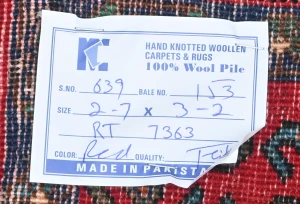 HAND KNOTTED WOOLLEN
CARPETS & RUGS
100% Wool Pile
S.NO. 639 BALE NO. 153
SIZE 2-7 x 3-2
RT 7363
COLOR: Red QUALITY:
MADE IN PAKISTA